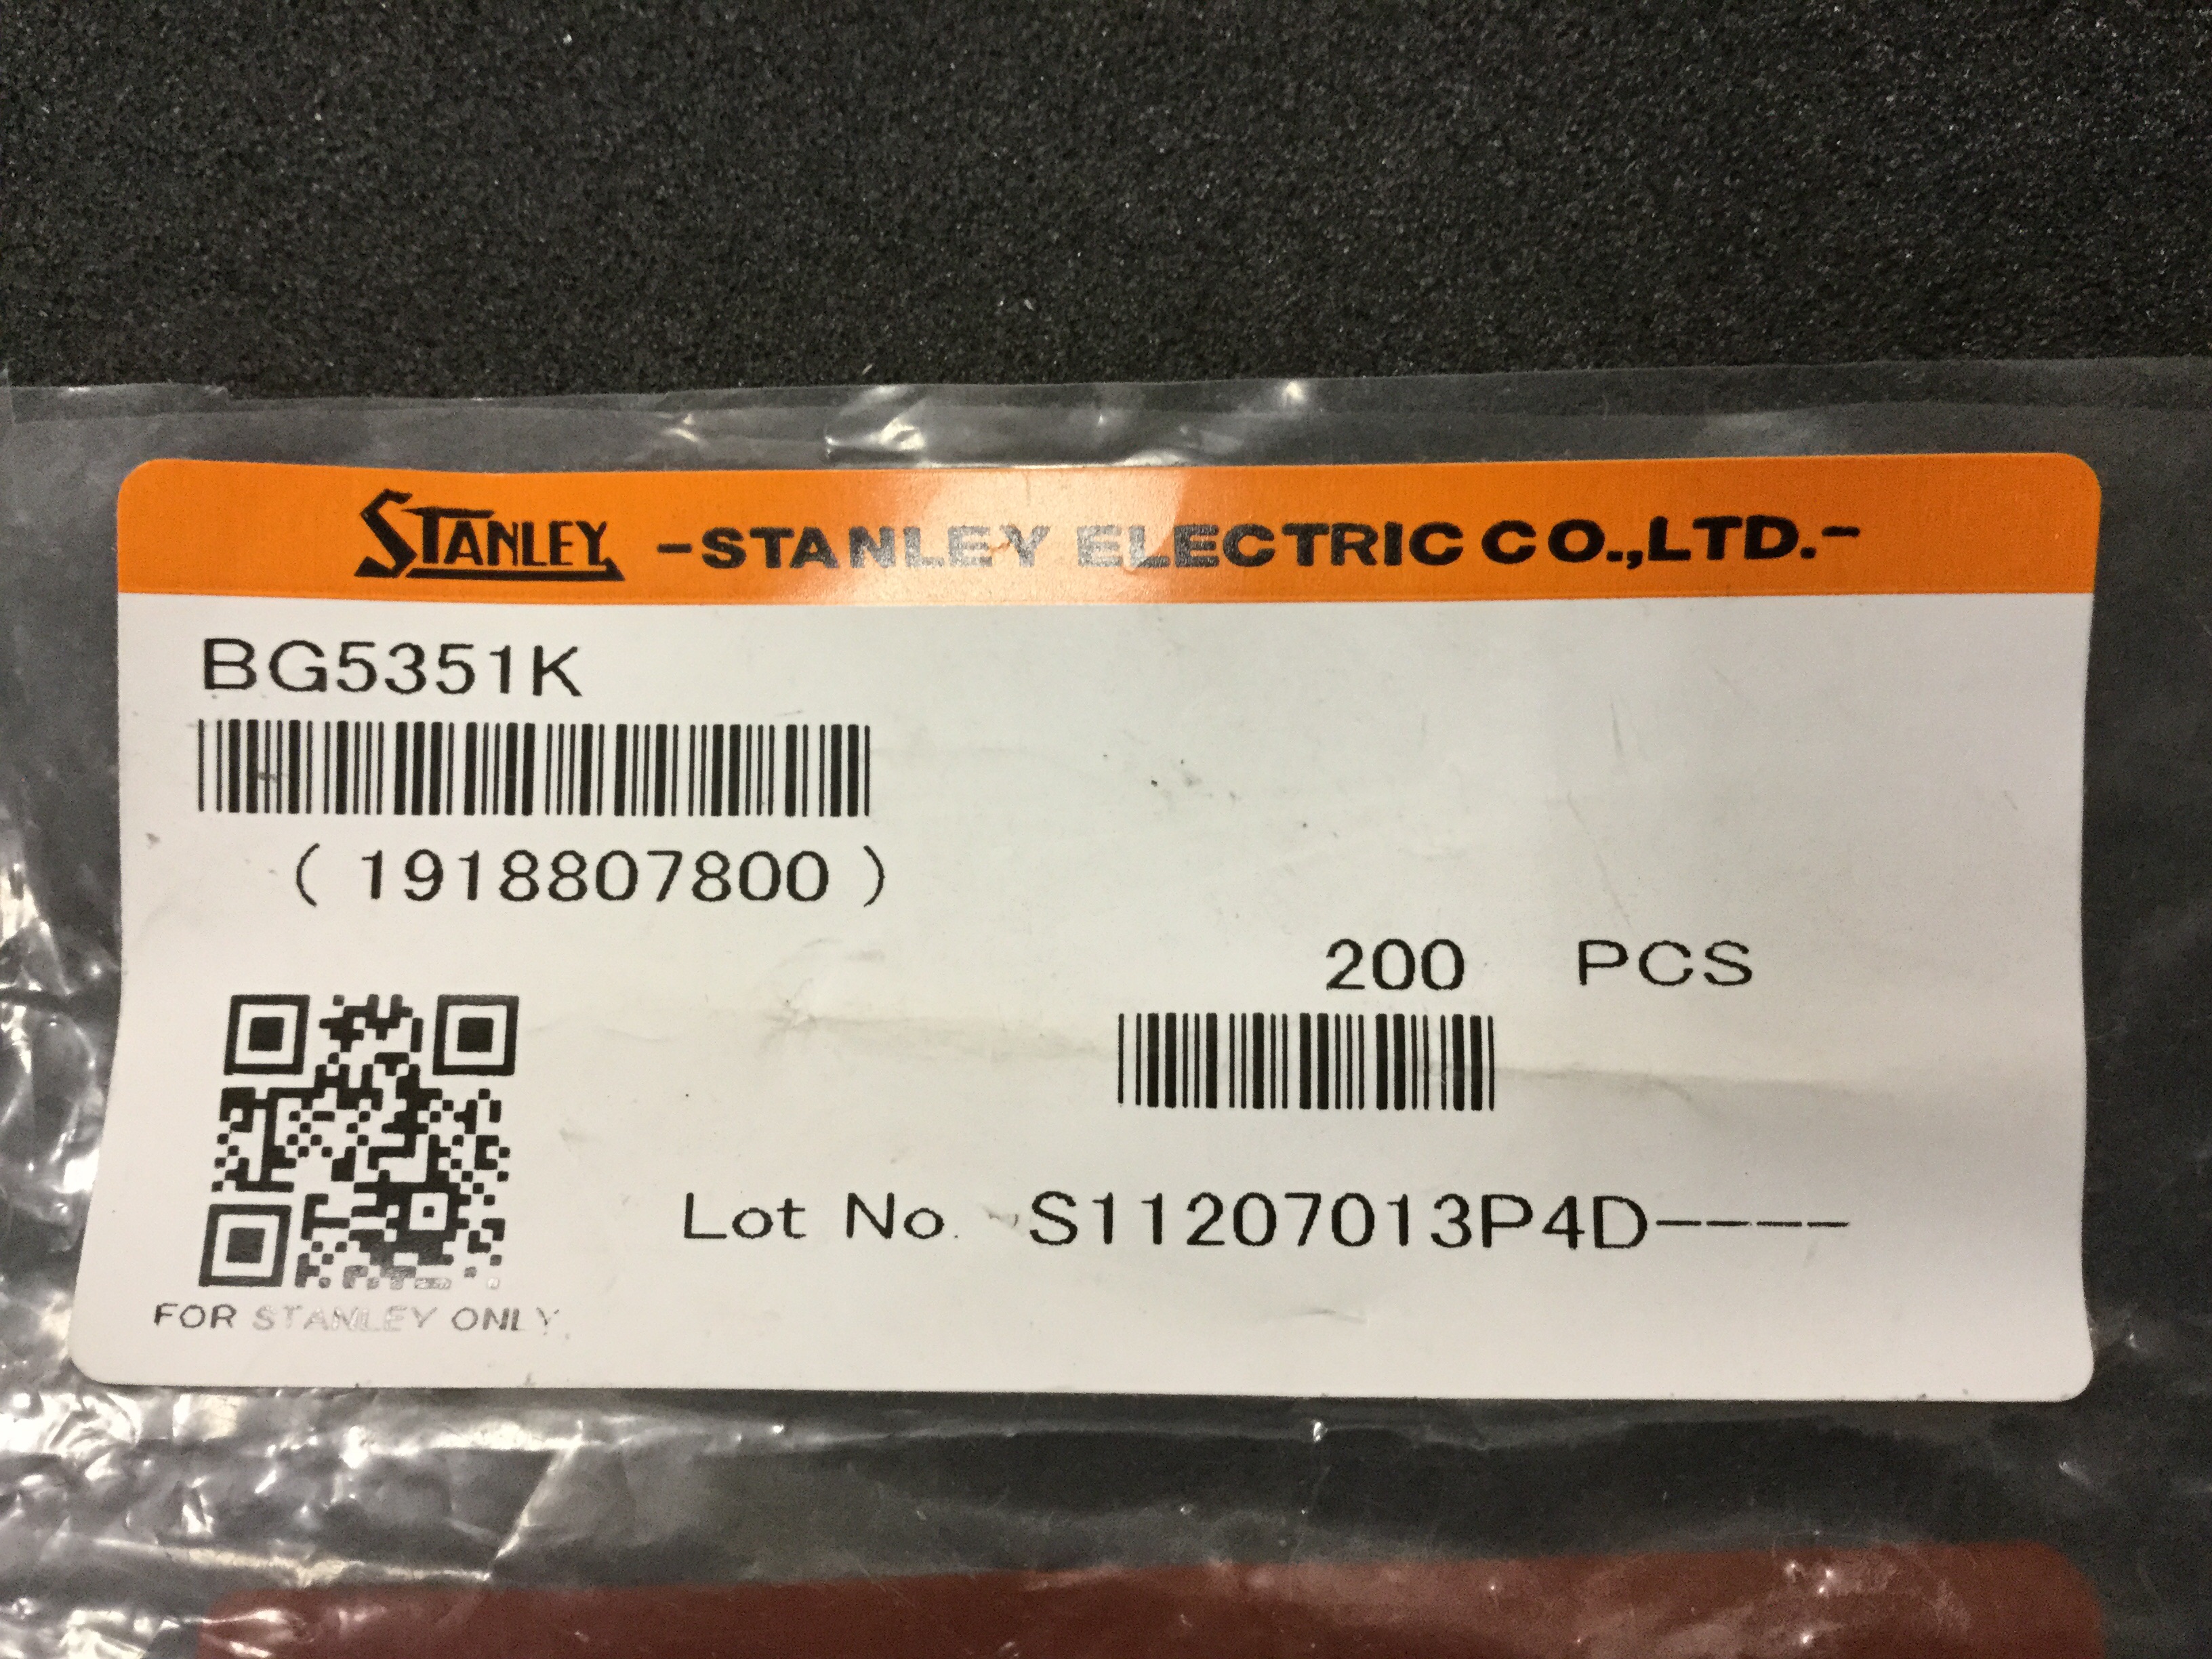 STANLEY -STANLEY ELECTRIC CO.,LTD.-
BG5351K
( 1918807800 )
200 PCS
Lot No. S11207013P4D----
FOR STANLEY ONLY